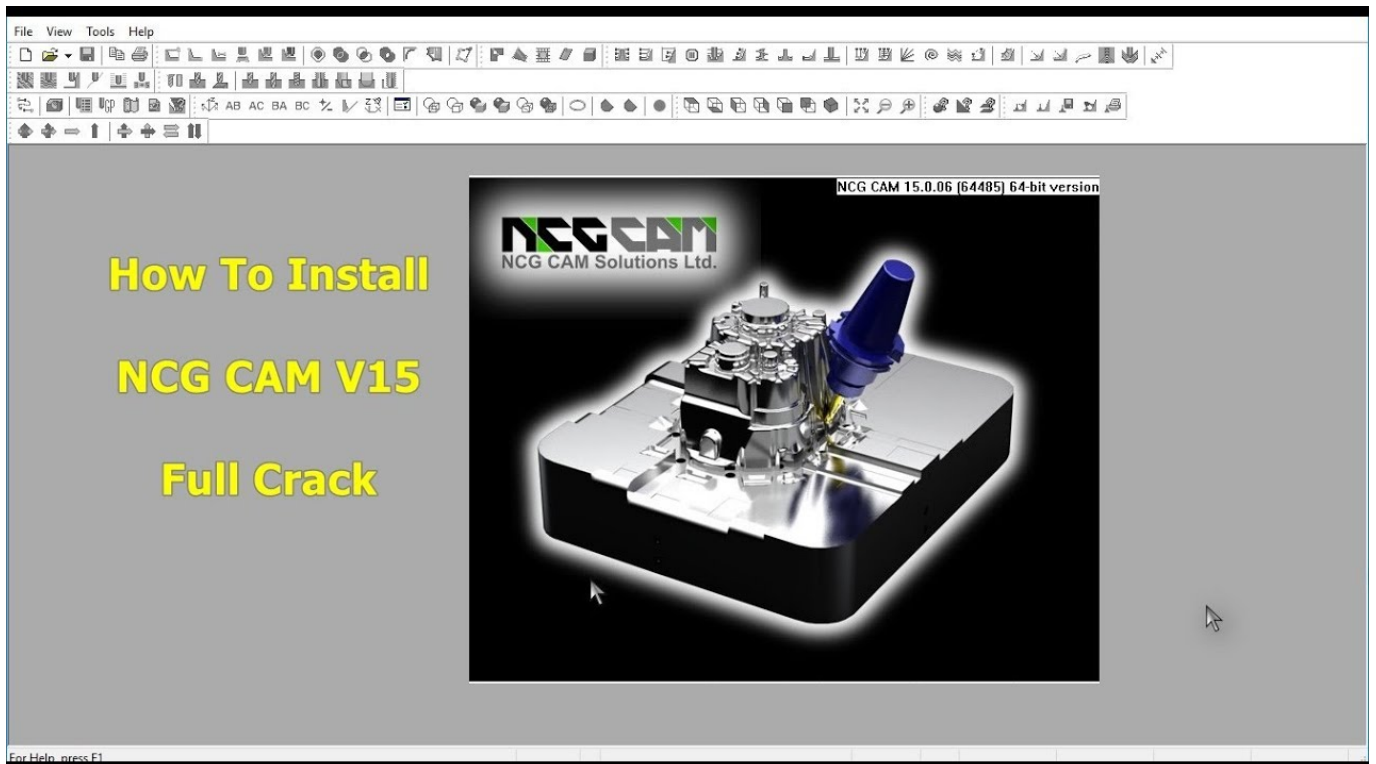 File View Tools Help
AB AC BA BC
NCG CAM 15.0.06 (64485) 64-bit version
NCG CAM
NCG CAM Solutions Ltd.
How To Install
NCG CAM V15
Full Crack
For Help, press F1